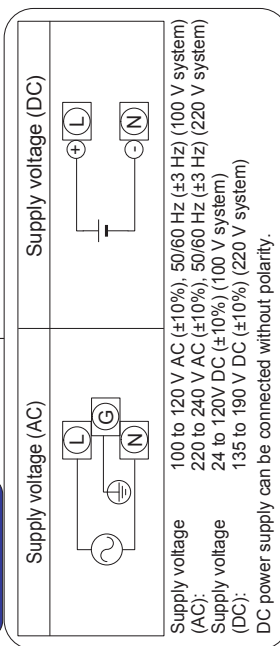 Supply voltage (AC)
Supply voltage (DC)
L
G
N
+
L
-
N
Supply voltage (AC):
100 to 120 V AC (±10%), 50/60 Hz (±3 Hz) (100 V system)
220 to 240 V AC (±10%), 50/60 Hz (±3 Hz) (220 V system)
Supply voltage (DC):
24 to 120V DC (±10%) (100 V system)
135 to 190 V DC (±10%) (220 V system)
DC power supply can be connected without polarity.